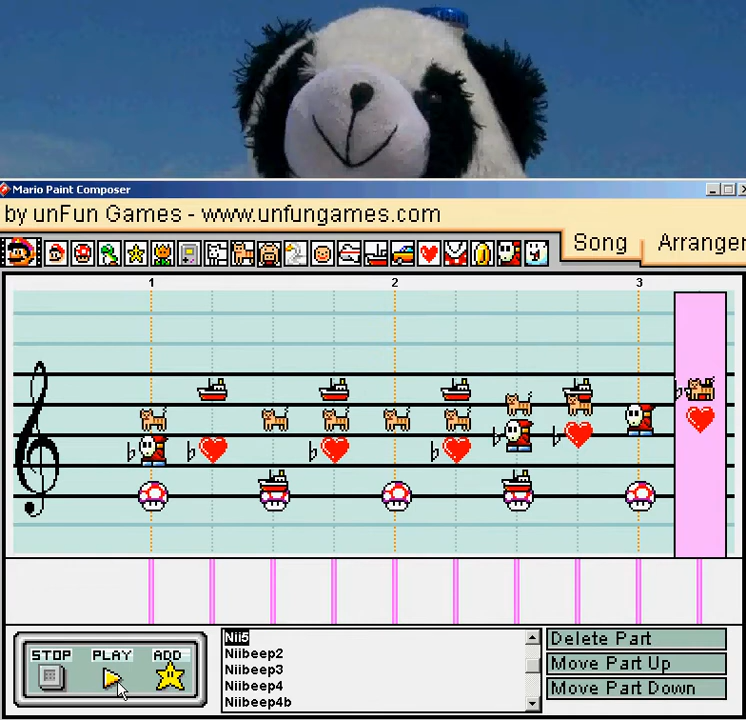 Mario Paint Composer
by unFun Games - www.unfungames.com
Song
Arranger
1 2 3
STOP PLAY ADD
Nii5
Niibeep2
Niibeep3
Niibeep4
Niibeep4b
Delete Part
Move Part Up
Move Part Down